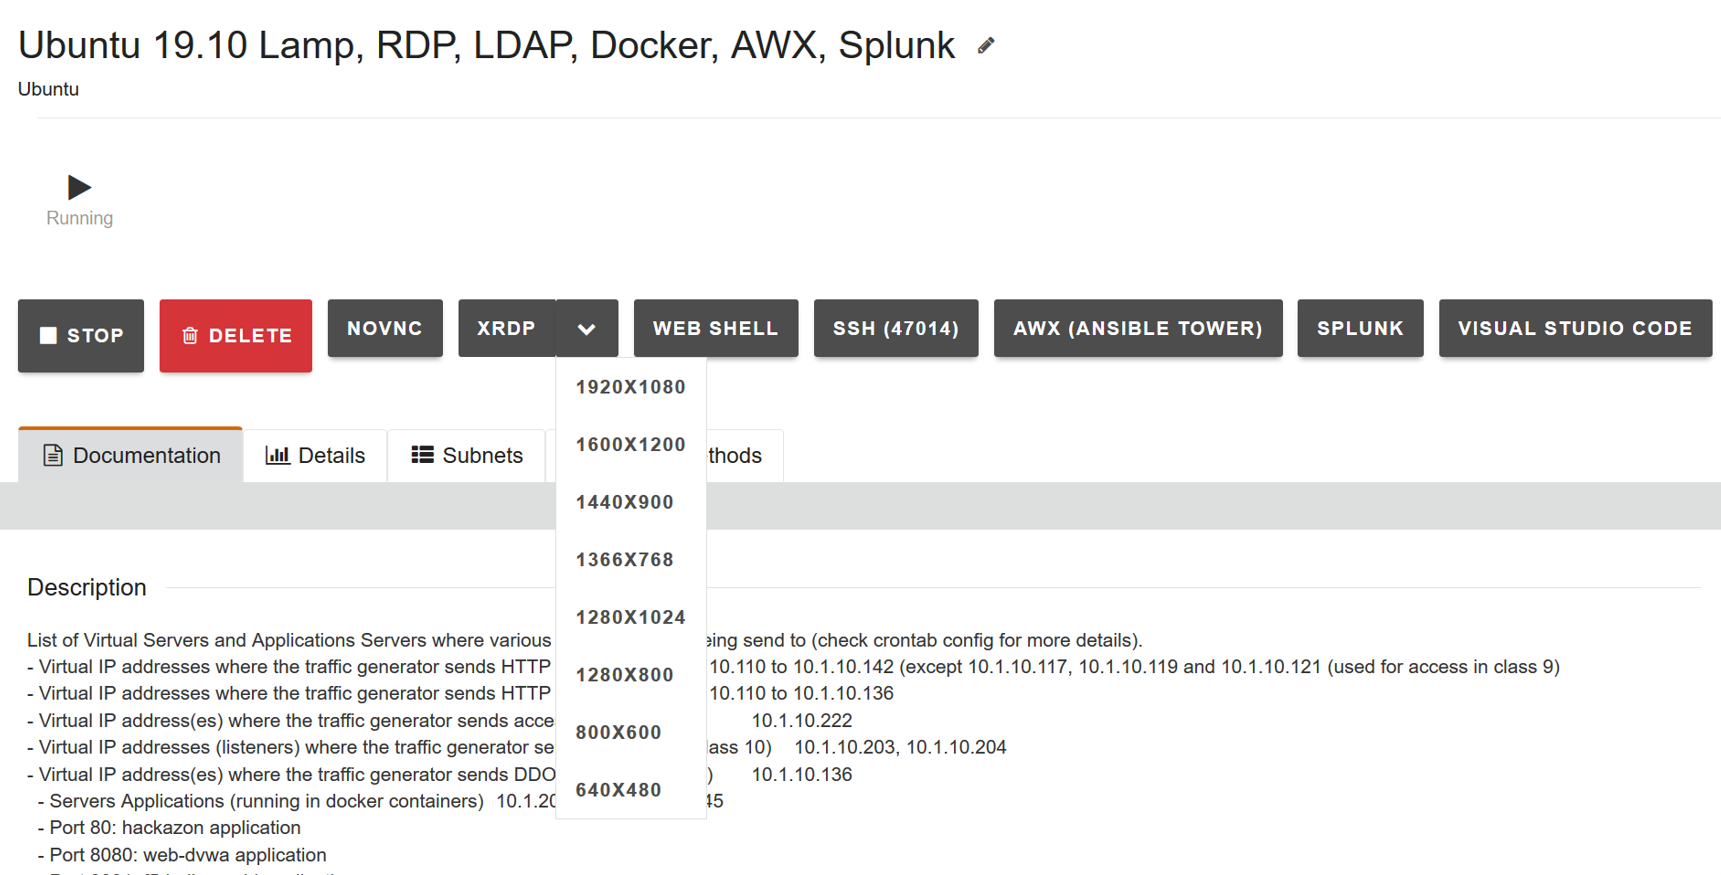 Ubuntu 19.10 Lamp, RDP, LDAP, Docker, AWX, Splunk
Ubuntu
Running
STOP DELETE NOVNC XRDP WEB SHELL SSH (47014) AWX (ANSIBLE TOWER) SPLUNK VISUAL STUDIO CODE
1920X1080
1600X1200
1440X900
1366X768
1280X1024
1280X800
800X600
640X480
Documentation Details Subnets thods
Description
List of Virtual Servers and Applications Servers where various eing send to (check crontab config for more details).
- Virtual IP addresses where the traffic generator sends HTTP 10.110 to 10.1.10.142 (except 10.1.10.117, 10.1.10.119 and 10.1.10.121 (used for access in class 9)
- Virtual IP addresses where the traffic generator sends HTTP 10.110 to 10.1.10.136
- Virtual IP address(es) where the traffic generator sends acce 10.1.10.222
- Virtual IP addresses (listeners) where the traffic generator se lass 10) 10.1.10.203, 10.1.10.204
- Virtual IP address(es) where the traffic generator sends DDO ) 10.1.10.136
- Servers Applications (running in docker containers) 10.1.20 45
- Port 80: hackazon application
- Port 8080: web-dvwa application